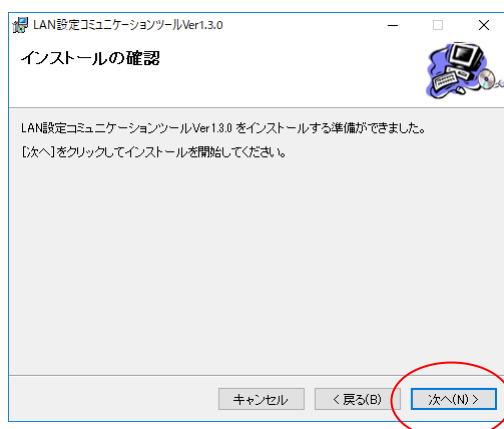 LAN設定コミュニケーションツールVer1.3.0
インストールの確認
LAN設定コミュニケーションツールVer1.3.0 をインストールする準備ができました。
[次へ]をクリックしてインストールを開始してください。
キャンセル
< 戻る(B)
次へ(N) >